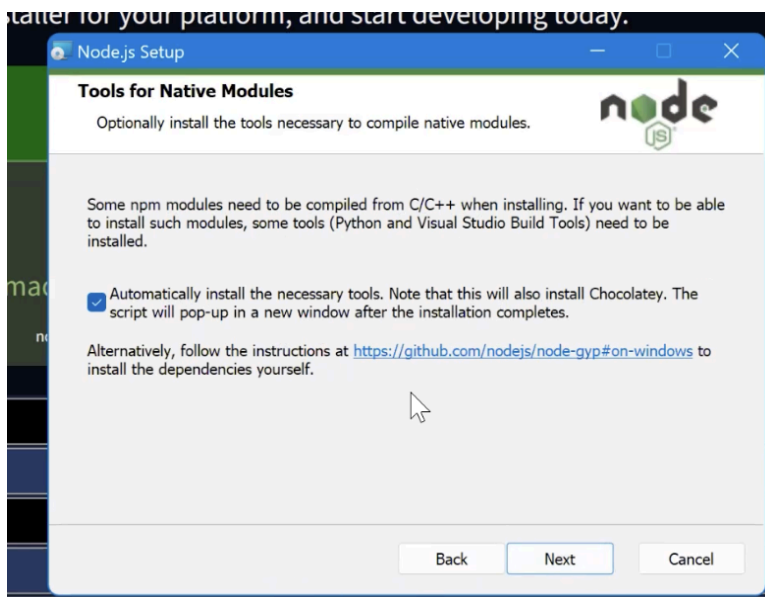 staller for your platform, and start developing today.
Node.js Setup
Tools for Native Modules
Optionally install the tools necessary to compile native modules.
node
JS
Some npm modules need to be compiled from C/C++ when installing. If you want to be able
to install such modules, some tools (Python and Visual Studio Build Tools) need to be
installed.
mac
Automatically install the necessary tools. Note that this will also install Chocolatey. The
script will pop-up in a new window after the installation completes.
no
Alternatively, follow the instructions at https://github.com/nodejs/node-gyp#on-windows to
install the dependencies yourself.
Back
Next
Cancel